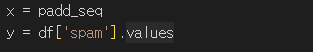 x = padd_seq
y = df['spam'].values